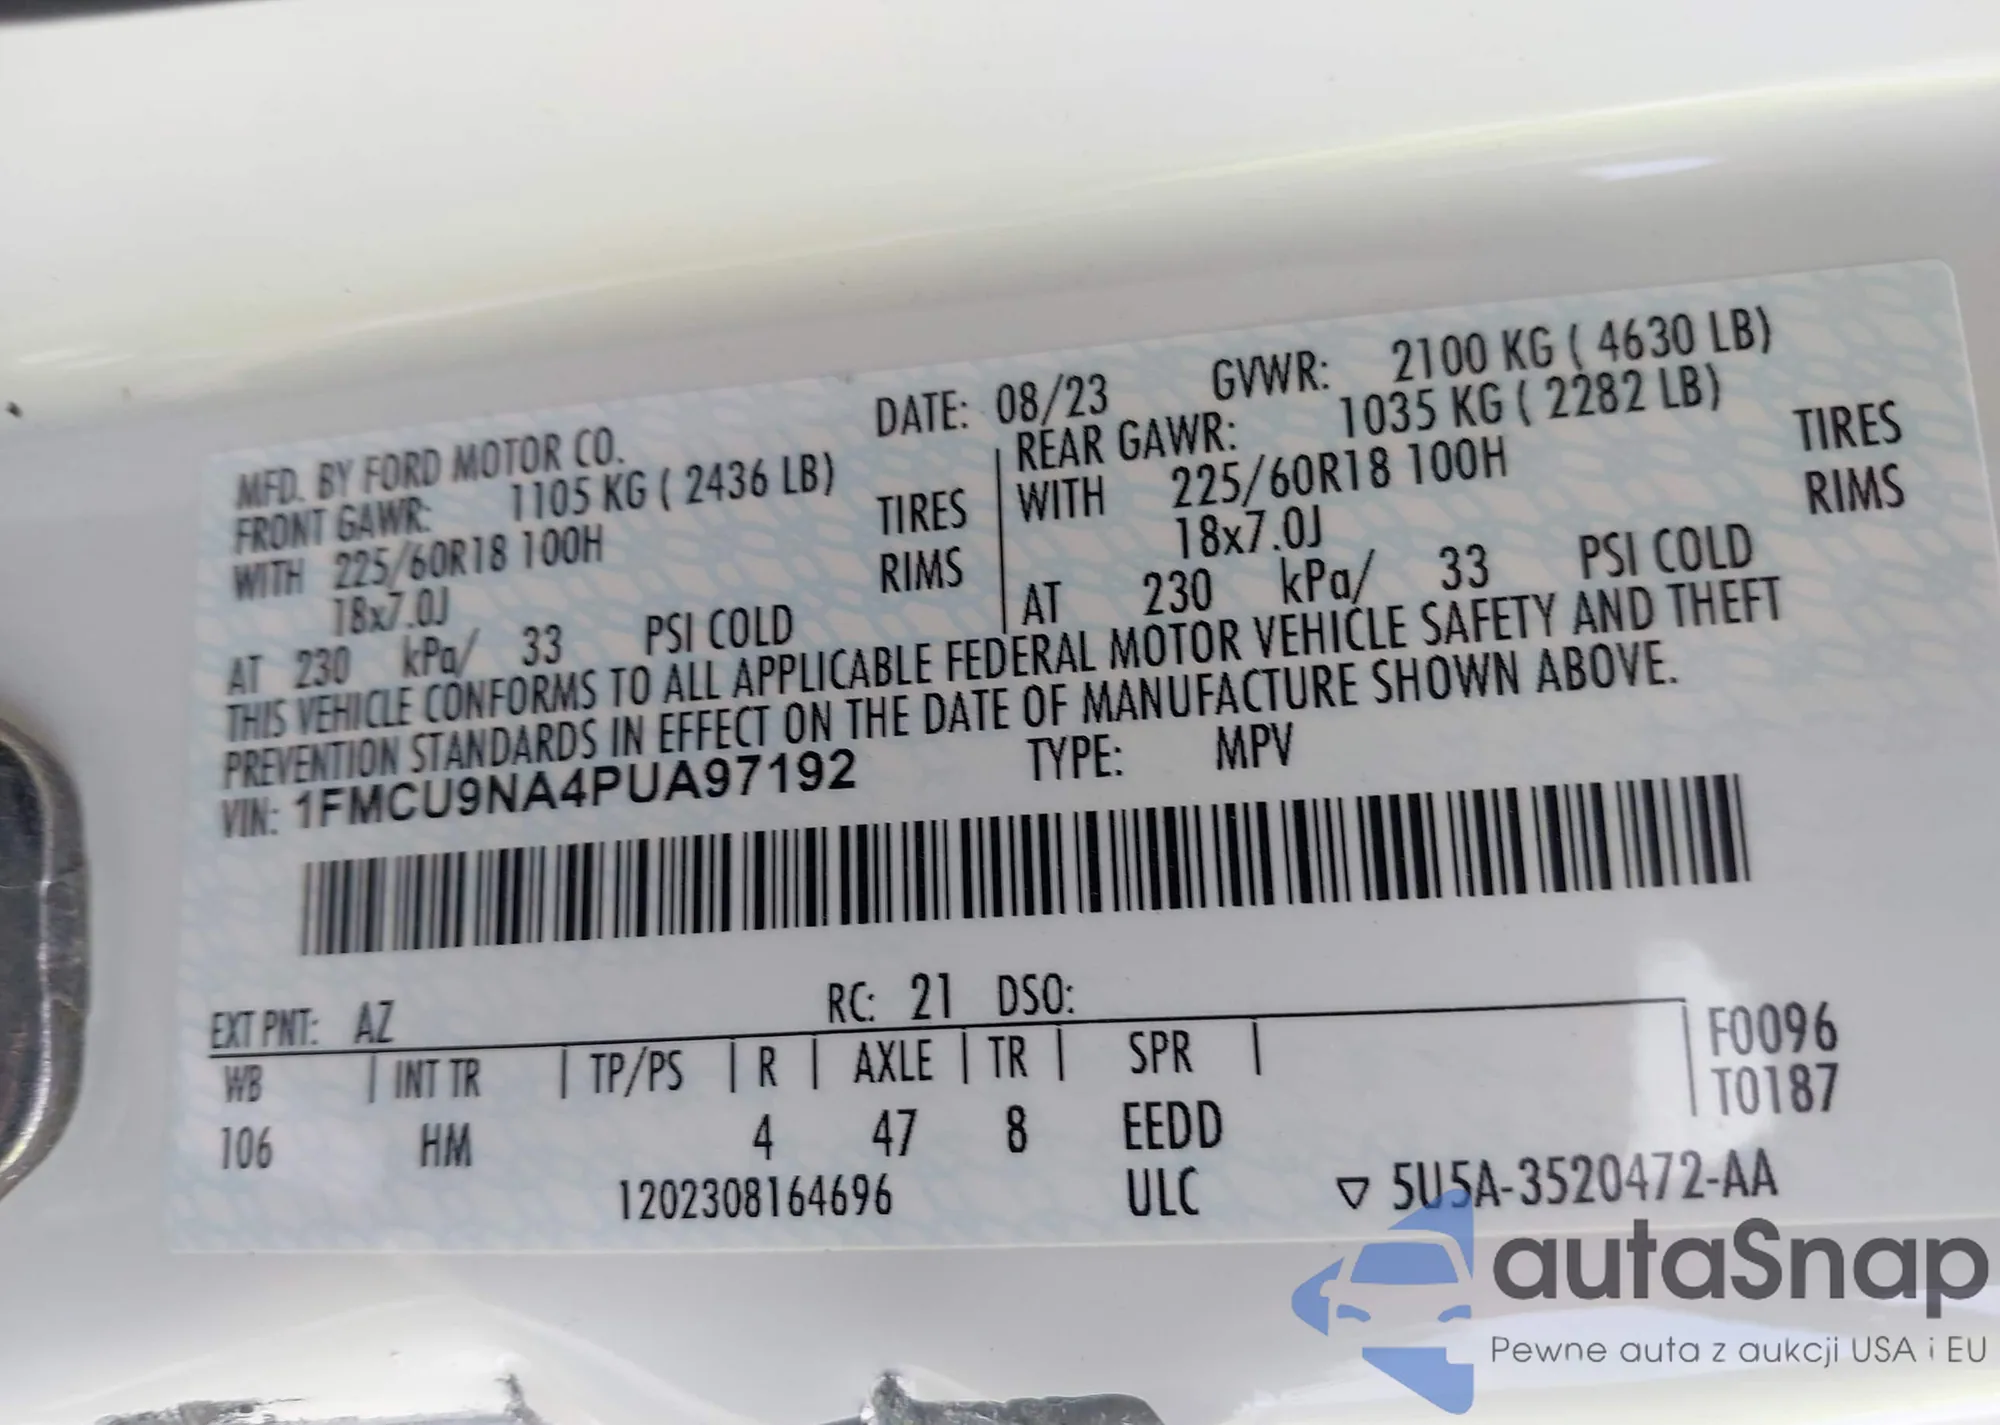 MFD. BY FORD MOTOR CO. DATE: 08/23 GVWR: 2100 KG ( 4630 LB)
FRONT GAWR: 1105 KG ( 2436 LB) REAR GAWR: 1035 KG ( 2282 LB)
WITH 225/60R18 100H TIRES WITH 225/60R18 100H TIRES
18x7.0J RIMS 18x7.0J RIMS
AT 230 kPa/ 33 PSI COLD AT 230 kPa/ 33 PSI COLD
THIS VEHICLE CONFORMS TO ALL APPLICABLE FEDERAL MOTOR VEHICLE SAFETY AND THEFT
PREVENTION STANDARDS IN EFFECT ON THE DATE OF MANUFACTURE SHOWN ABOVE.
VIN: 1FMCU9NA4PUA97192 TYPE: MPV
EXT PNT: AZ RC: 21 DSO:
WB INT TR TP/PS R AXLE TR SPR F0096
T0187
106 HM 4 47 8 EEDD
1202308164696 ULC ▽ 5U5A-3520472-AA
autaSnap
Pewne auta z aukcji USA i EU